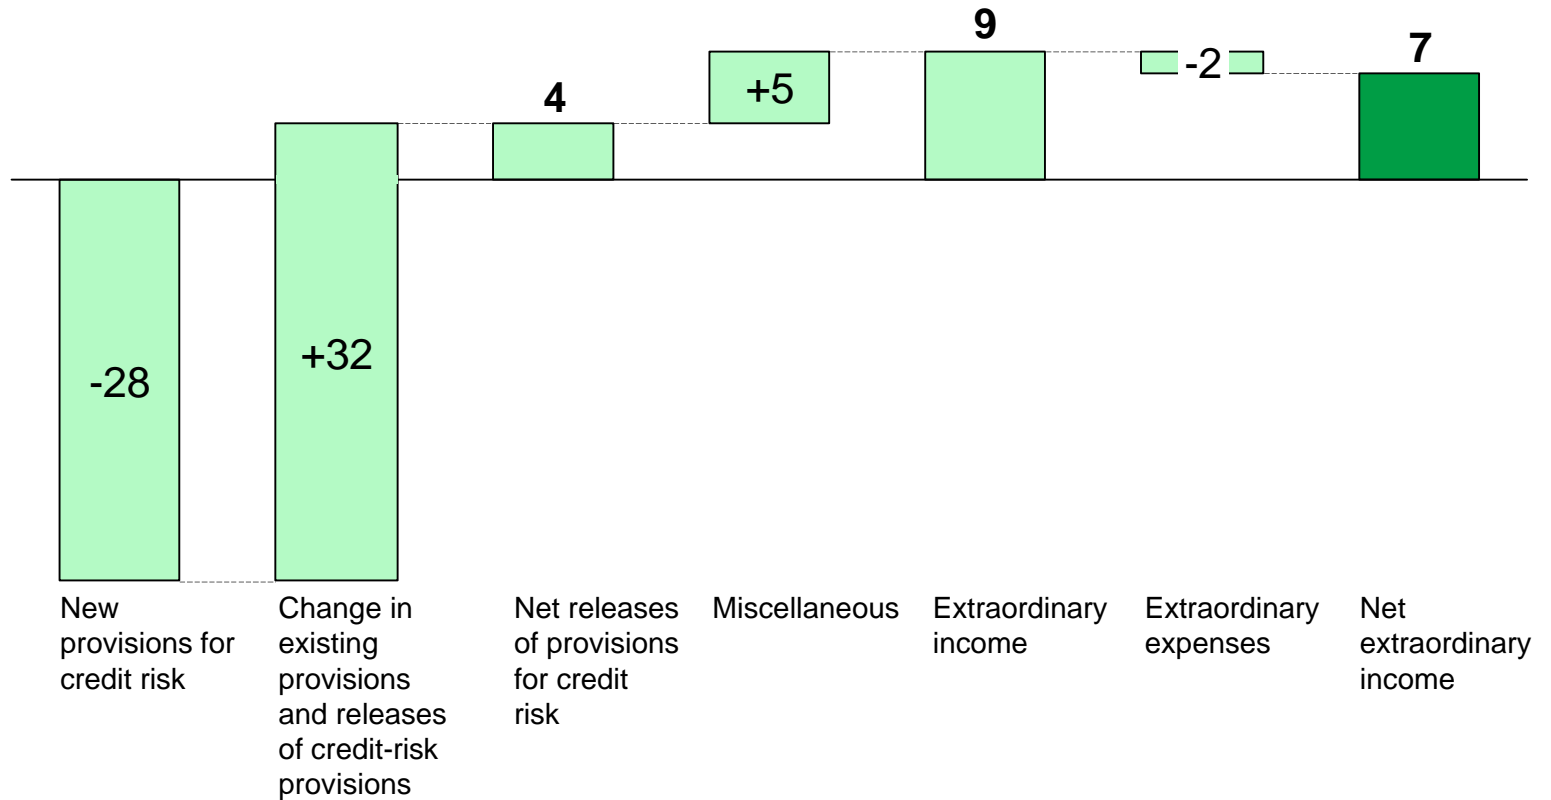 9
7
-2
+5
4
+32
-28
New
provisions for
credit risk
Change in
existing
provisions
and releases
of credit-risk
provisions
Net releases
of provisions
for credit
risk
Miscellaneous
Extraordinary
income
Extraordinary
expenses
Net
extraordinary
income